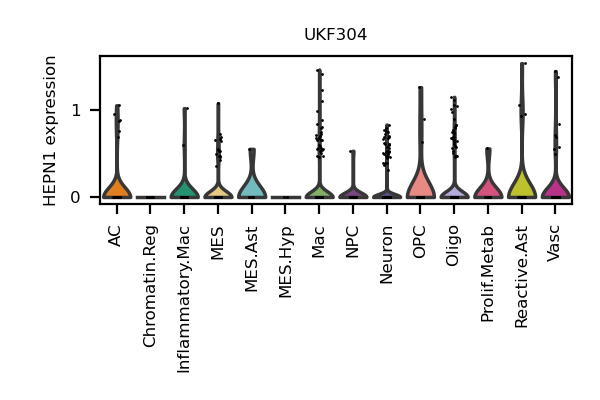 UKF304
HEPN1 expression
1
0
AC
Chromatin.Reg
Inflammatory.Mac
MES
MES.Ast
MES.Hyp
Mac
NPC
Neuron
OPC
Oligo
Prolif.Metab
Reactive.Ast
Vasc